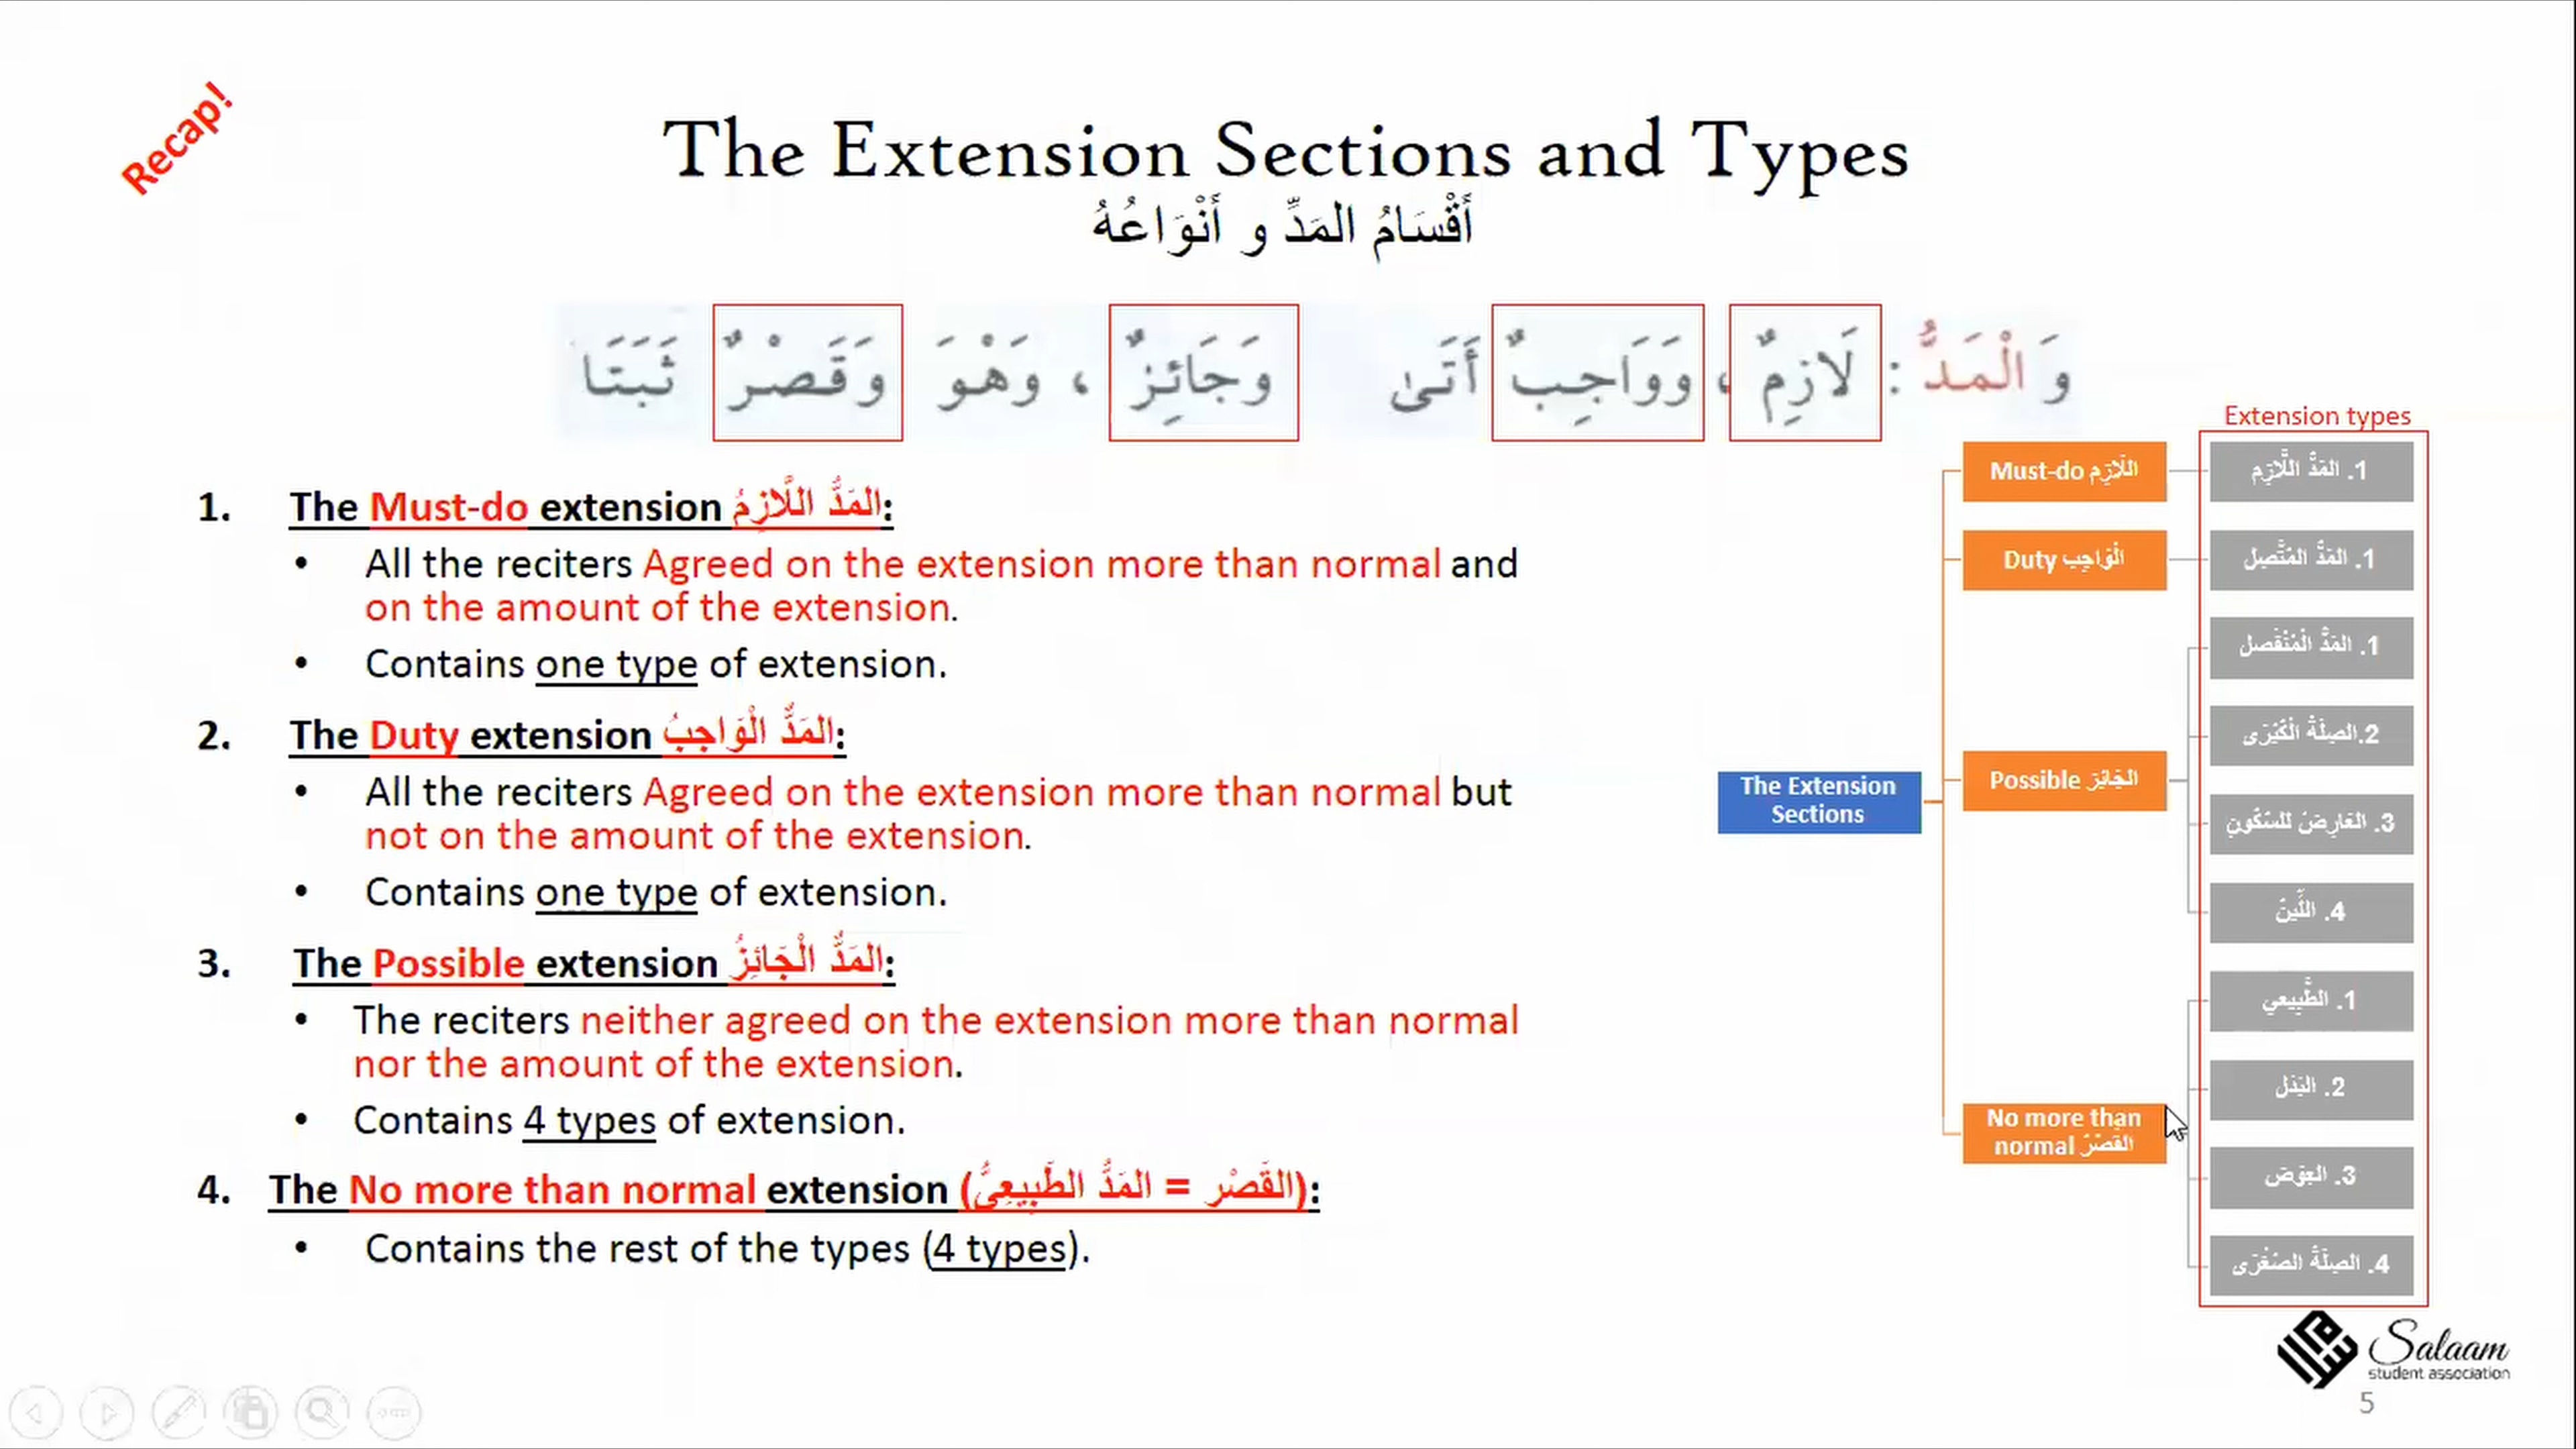 Recap!
The Extension Sections and Types
أَقْسَامُ المَدِّ و أَنْوَاعُهُ
وَالْمَدُّ : لَازِمٌ ، وَوَاجِبٌ أَتَىٰ وَجَائِزٌ ، وَهْوَ وَقَصْرٌ ثَبَتَا
1. The Must-do extension المَدُّ اللَّازِمُ:
• All the reciters Agreed on the extension more than normal and
on the amount of the extension.
• Contains one type of extension.
2. The Duty extension المَدُّ الْوَاجِبُ:
• All the reciters Agreed on the extension more than normal but
not on the amount of the extension.
• Contains one type of extension.
3. The Possible extension المَدُّ الْجَائِزُ:
• The reciters neither agreed on the extension more than normal
nor the amount of the extension.
• Contains 4 types of extension.
4. The No more than normal extension (القَصْر = المَدُّ الطَّبِيعِيُّ):
• Contains the rest of the types (4 types).
The Extension
Sections
Must-do اللَّازِم
Duty الْوَاجِب
Possible الجَائِز
No more than
normal القَصْرُ
Extension types
1. المَدُّ اللَّازِم
1. المَدُّ المُتَّصِل
1. المَدُّ الْمُنْفَصل
2.الصِلَةُ الْكُبْرَى
3. العَارِضُ للسُكُونِ
4. اللِّينُ
1. الطَّبِيعي
2. البَدَل
3. العِوَض
4. الصِلَةُ الصُغْرَى
Salaam
student association
5